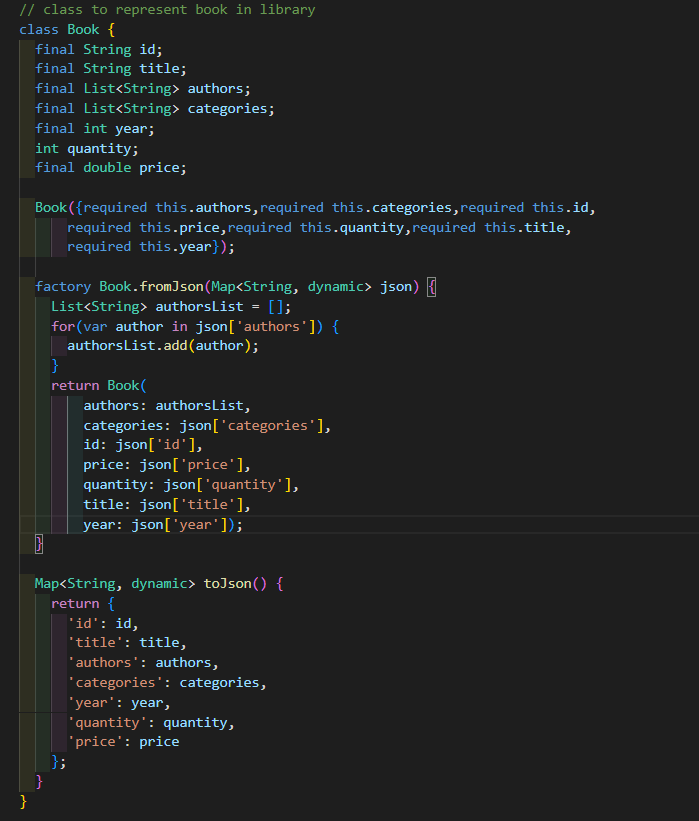 // class to represent book in library
class Book {
final String id;
final String title;
final List<String> authors;
final List<String> categories;
final int year;
int quantity;
final double price;
Book({required this.authors,required this.categories,required this.id,
required this.price,required this.quantity,required this.title,
required this.year});
factory Book.fromJson(Map<String, dynamic> json) {
List<String> authorsList = [];
for(var author in json['authors']) {
authorsList.add(author);
}
return Book(
authors: authorsList,
categories: json['categories'],
id: json['id'],
price: json['price'],
quantity: json['quantity'],
title: json['title'],
year: json['year']);
}
Map<String, dynamic> toJson() {
return {
'id': id,
'title': title,
'authors': authors,
'categories': categories,
'year': year,
'quantity': quantity,
'price': price
};
}
}